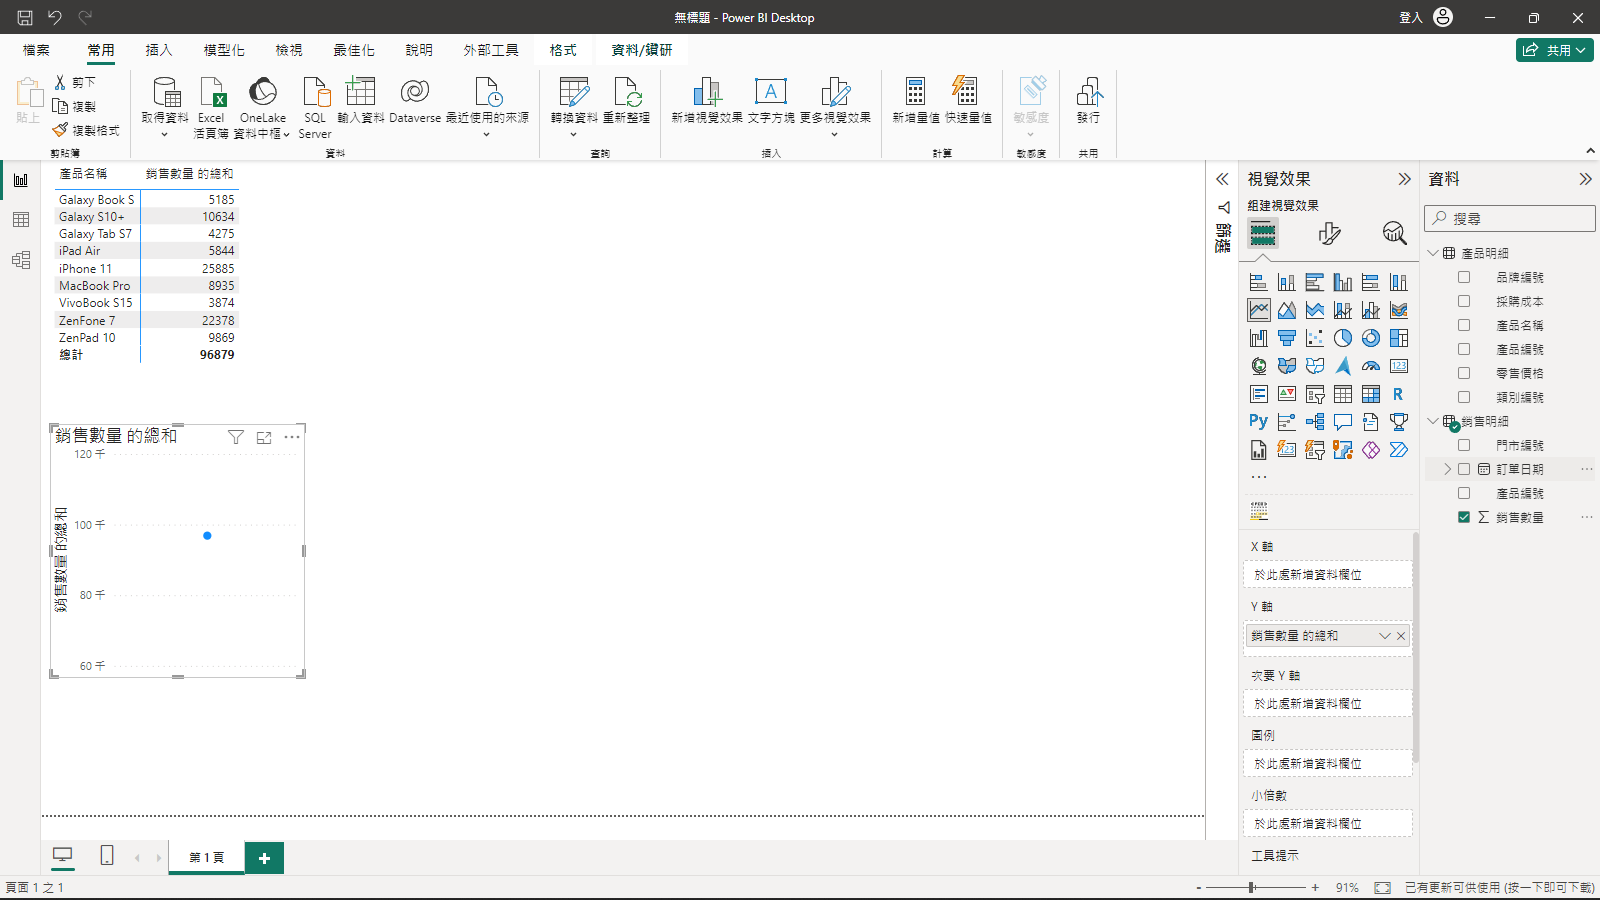 無標題 - Power BI Desktop
登入
檔案 常用 插入 模型化 檢視 最佳化 說明 外部工具 格式 資料/鑽研
共用
貼上
剪下
複製
複製格式
取得資料
Excel
活頁簿
OneLake
資料中樞
SQL
Server
輸入資料
Dataverse
最近使用的來源
轉換資料
重新整理
新增視覺效果
文字方塊
更多視覺效果
新增量值
快速量值
敏感度
發行
剪貼簿 資料 查詢 插入 計算 敏感度 共用
產品名稱 銷售數量 的總和
Galaxy Book S 5185
Galaxy S10+ 10634
Galaxy Tab S7 4275
iPad Air 5844
iPhone 11 25885
MacBook Pro 8935
VivoBook S15 3874
ZenFone 7 22378
ZenPad 10 9869
總計 96879
銷售數量 的總和
120 千
100 千
80 千
60 千
銷售數量 的總和
篩選
視覺效果
組建視覺效果
123
R
Py
123
X 軸
於此處新增資料欄位
Y 軸
銷售數量 的總和
次要 Y 軸
於此處新增資料欄位
圖例
於此處新增資料欄位
小倍數
於此處新增資料欄位
工具提示
資料
搜尋
產品明細
品牌編號
採購成本
產品名稱
產品編號
零售價格
類別編號
銷售明細
門市編號
訂單日期
產品編號
銷售數量
第 1 頁
頁面 1 之 1
- + 91%
已有更新可供使用 (按一下即可下載)